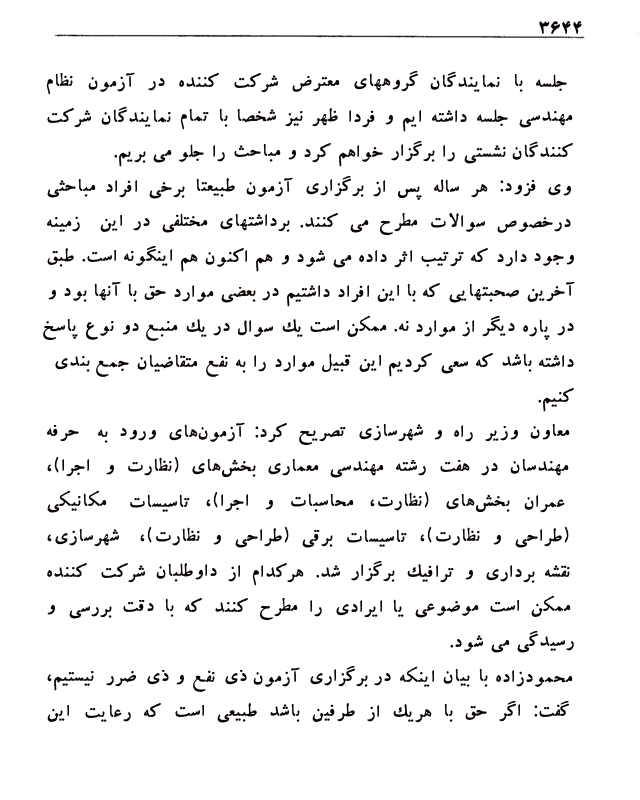 ۳۶۴۴
جلسه با نمایندگان گروههای معترض شرکت کننده در آزمون نظام
مهندسی جلسه داشته ایم و فردا ظهر نیز شخصا با تمام نمایندگان شرکت
کنندگان نشستی را برگزار خواهم کرد و مباحث را جلو می بریم.
وی فزود: هر ساله پس از برگزاری آزمون طبیعتا برخی افراد مباحثی
درخصوص سوالات مطرح می کنند. برداشتهای مختلفی در این زمینه
وجود دارد که ترتیب اثر داده می شود و هم اکنون هم اینگونه است. طبق
آخرین صحبتهایی که با این افراد داشتیم در بعضی موارد حق با آنها بود و
در پاره دیگر از موارد نه. ممکن است یك سوال در یك منبع دو نوع پاسخ
داشته باشد که سعی کردیم این قبیل موارد را به نفع متقاضیان جمع بندی
کنیم.
معاون وزیر راه و شهرسازی تصریح کرد: آزمون‌های ورود به حرفه
مهندسان در هفت رشته مهندسی معماری بخش‌های (نظارت و اجرا)،
عمران بخش‌های (نظارت، محاسبات و اجرا)، تاسیسات مکانیکی
(طراحی و نظارت)، تاسیسات برقی (طراحی و نظارت)، شهرسازی،
نقشه برداری و ترافیك برگزار شد. هرکدام از داوطلبان شرکت کننده
ممکن است موضوعی یا ایرادی را مطرح کنند که با دقت بررسی و
رسیدگی می شود.
محمودزاده با بیان اینکه در برگزاری آزمون ذی نفع و ذی ضرر نیستیم،
گفت: اگر حق با هریك از طرفین باشد طبیعی است که رعایت این